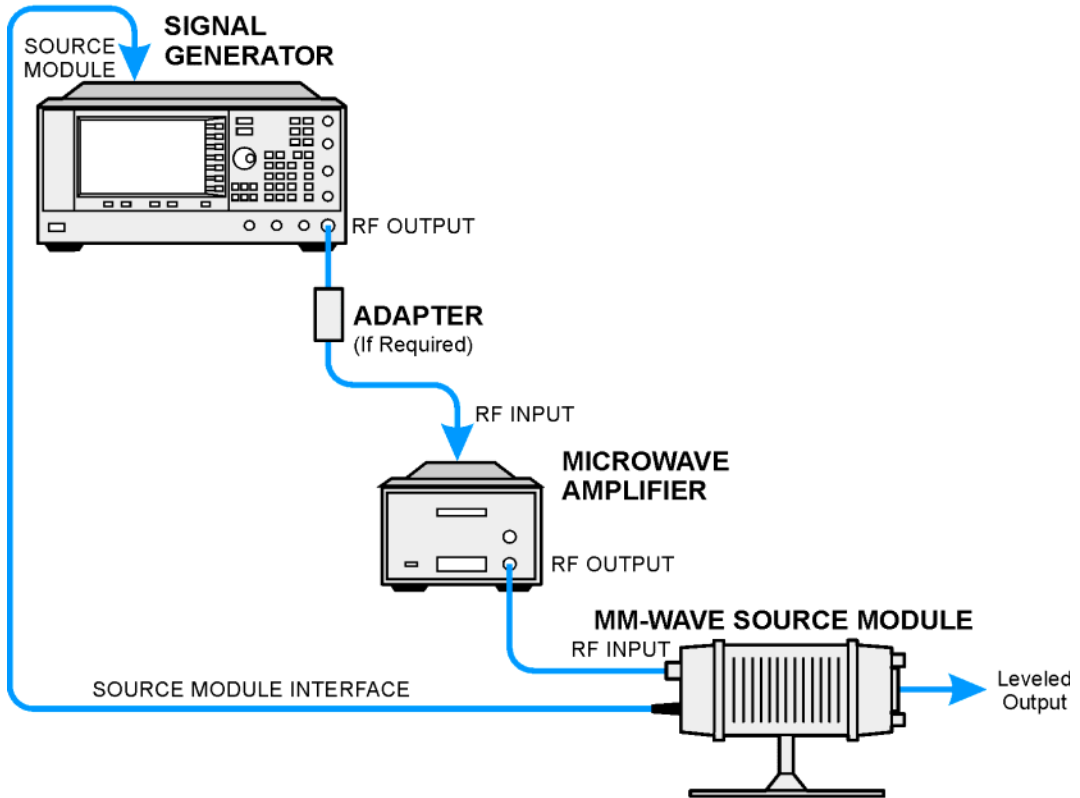 SIGNAL
GENERATOR
SOURCE
MODULE
RF OUTPUT
ADAPTER
(If Required)
RF INPUT
MICROWAVE
AMPLIFIER
RF OUTPUT
MM-WAVE SOURCE MODULE
RF INPUT
SOURCE MODULE INTERFACE
Leveled
Output